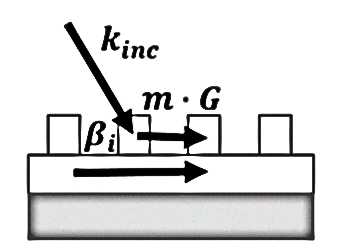 k_inc
m · G
β_i